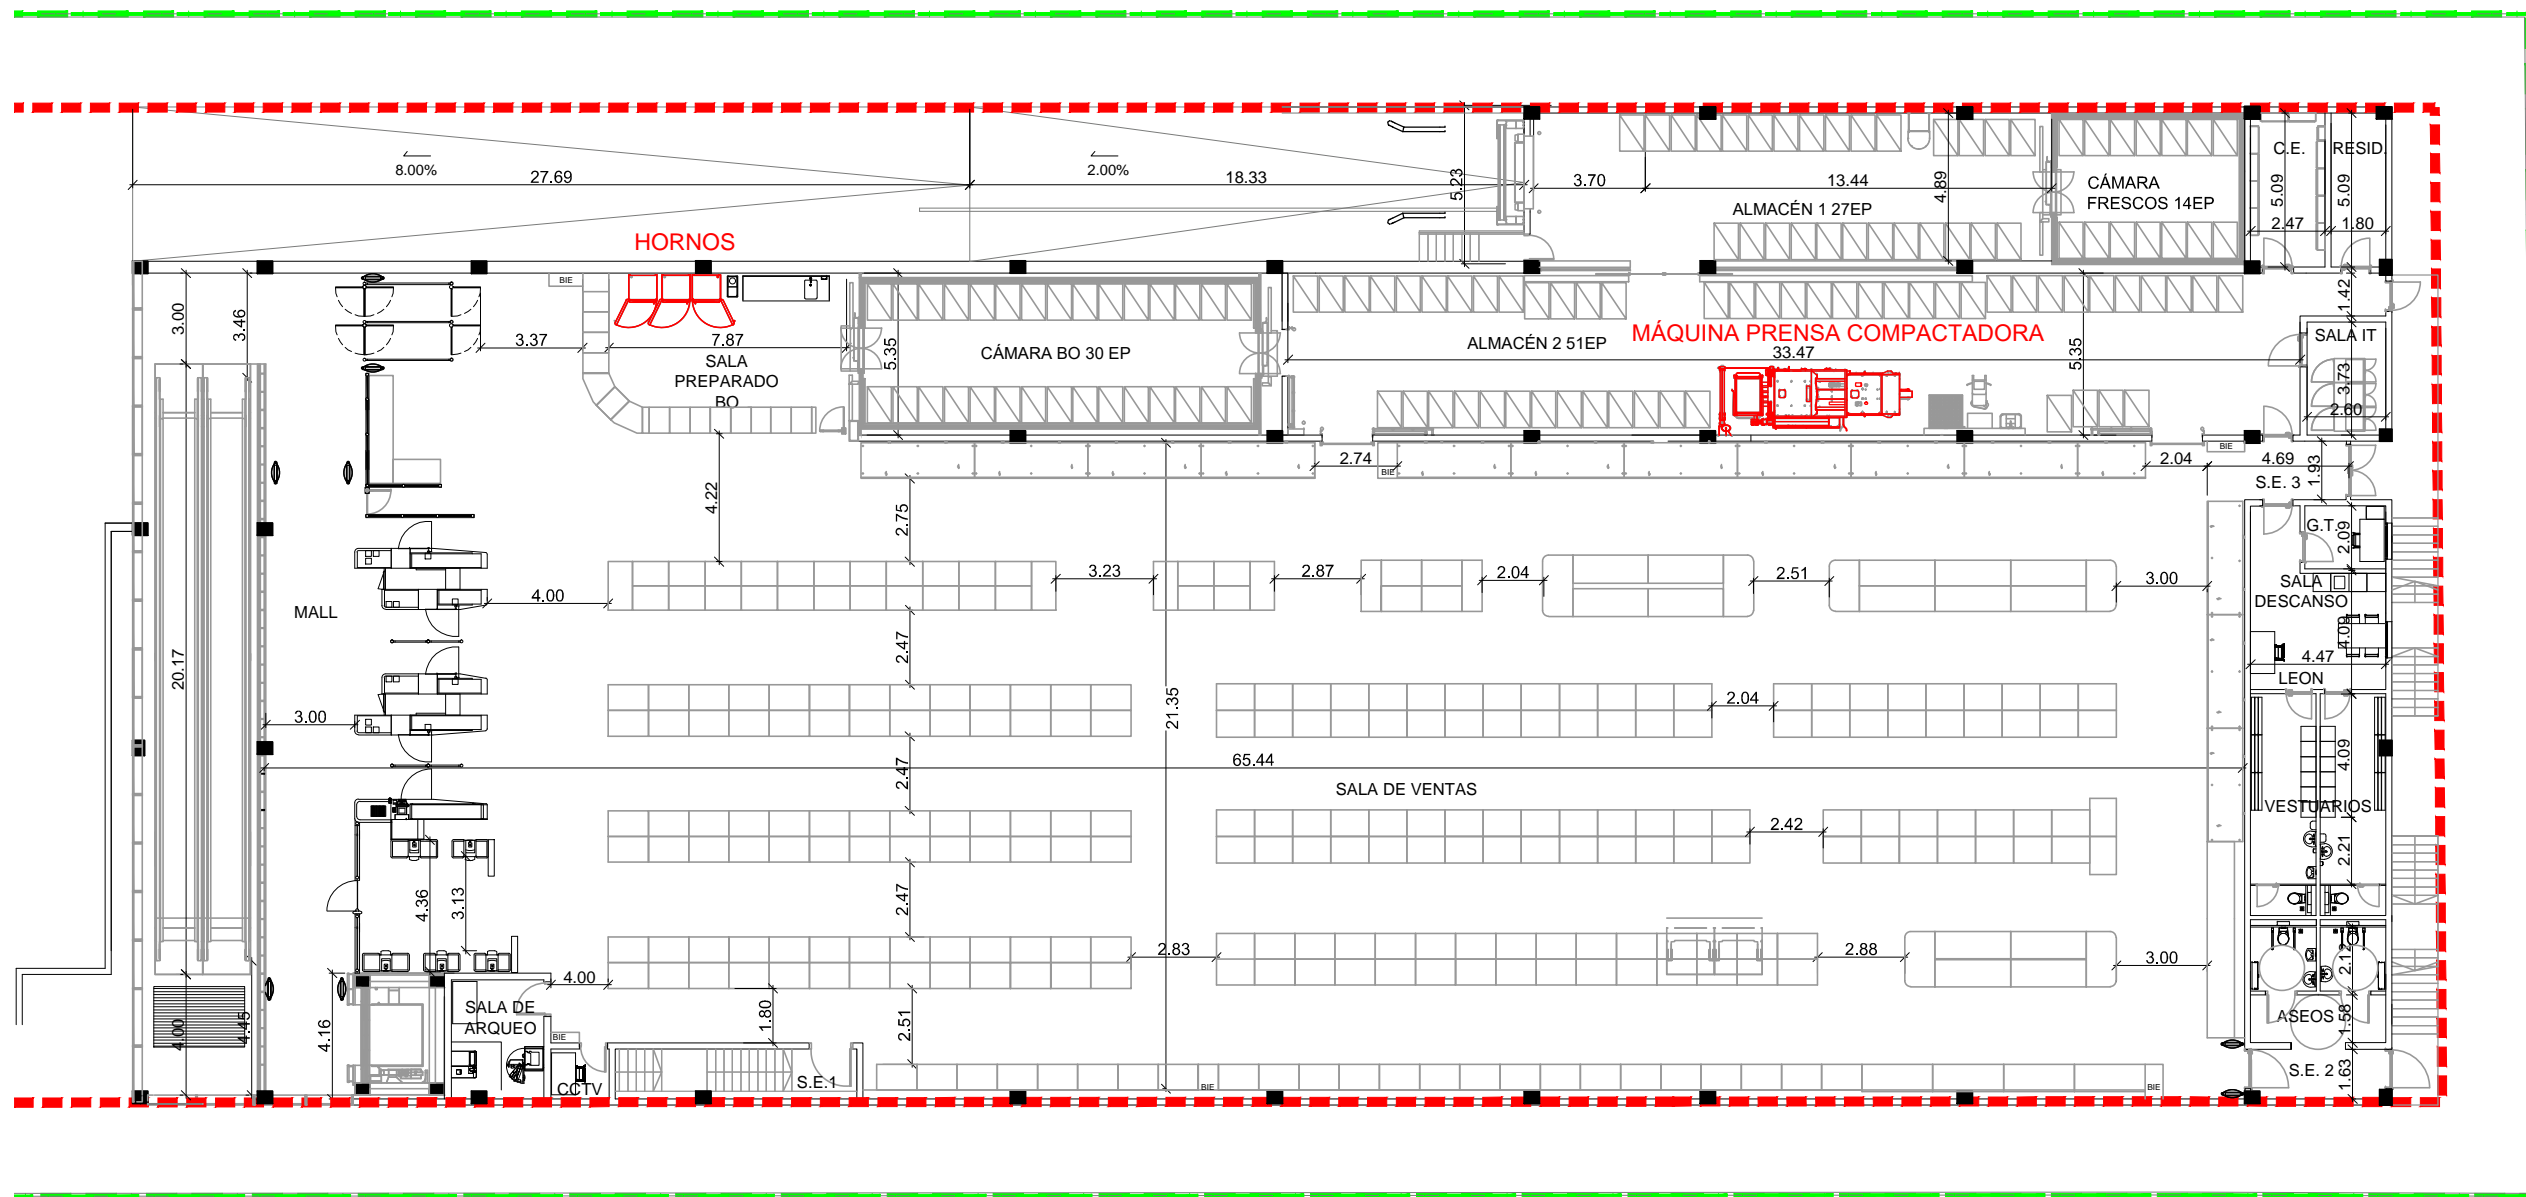 8.00%
27.69
2.00%
18.33
5.23
3.70
13.44
4.89
ALMACÉN 1 27EP
CÁMARA
FRESCOS 14EP
C.E.
RESID.
5.09
5.09
2.47
1.80
HORNOS
BIE
3.00
3.46
3.37
7.87
SALA
PREPARADO
BO
5.35
CÁMARA BO 30 EP
ALMACÉN 2 51EP
MÁQUINA PRENSA COMPACTADORA
33.47
5.35
1.42
SALA IT
3.73
2.60
4.22
2.75
2.74
BIE
2.04
BIE
4.69
1.93
S.E. 3
G.T.
2.09
SALA
DESCANSO
4.09
4.47
LEON
MALL
4.00
3.23
2.87
2.04
2.51
3.00
2.47
20.17
3.00
21.35
2.04
65.44
2.47
SALA DE VENTAS
4.09
VESTUARIOS
2.21
2.42
4.36
3.13
2.47
2.83
2.88
3.00
2.12
4.00
4.45
4.16
SALA DE
ARQUEO
4.00
BIE
1.80
2.51
ASEOS
1.58
CCTV
S.E.1
BIE
BIE
S.E. 2
1.63